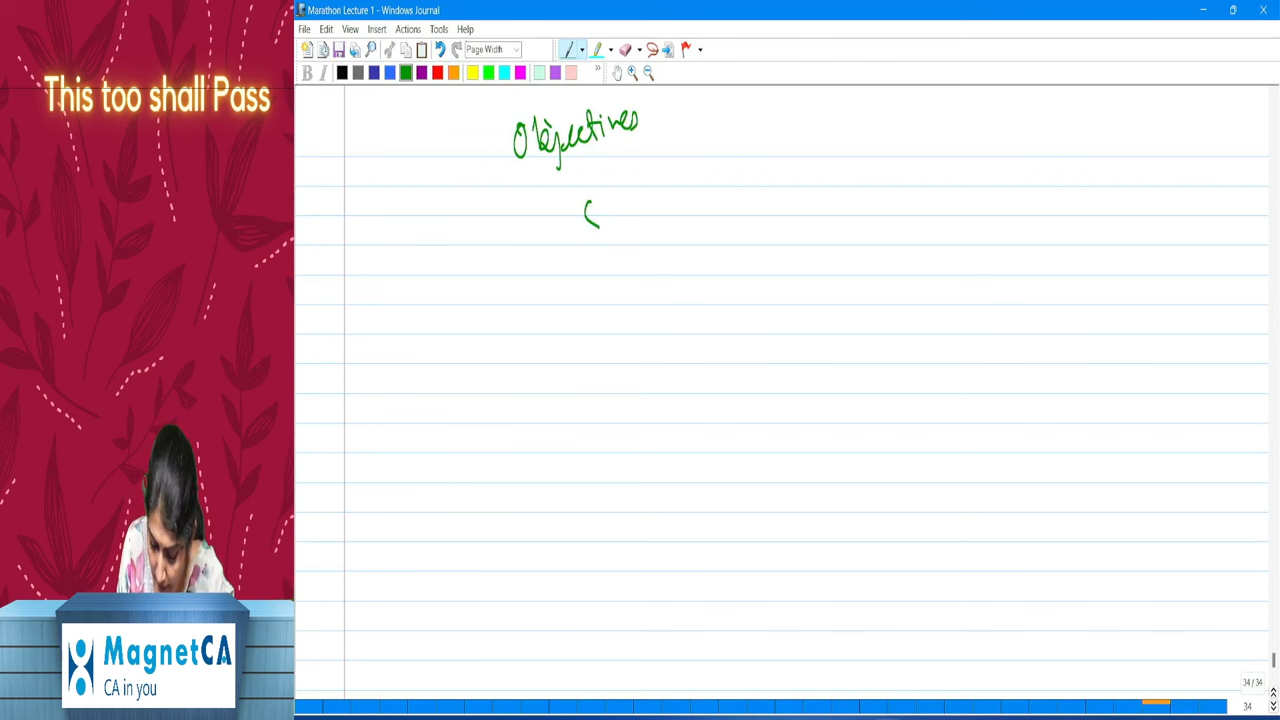 Marathon Lecture 1 - Windows Journal
File Edit View Insert Actions Tools Help
Page Width
B I
This too shall Pass
Objectives
MagnetCA
CA in you
34 / 34
34